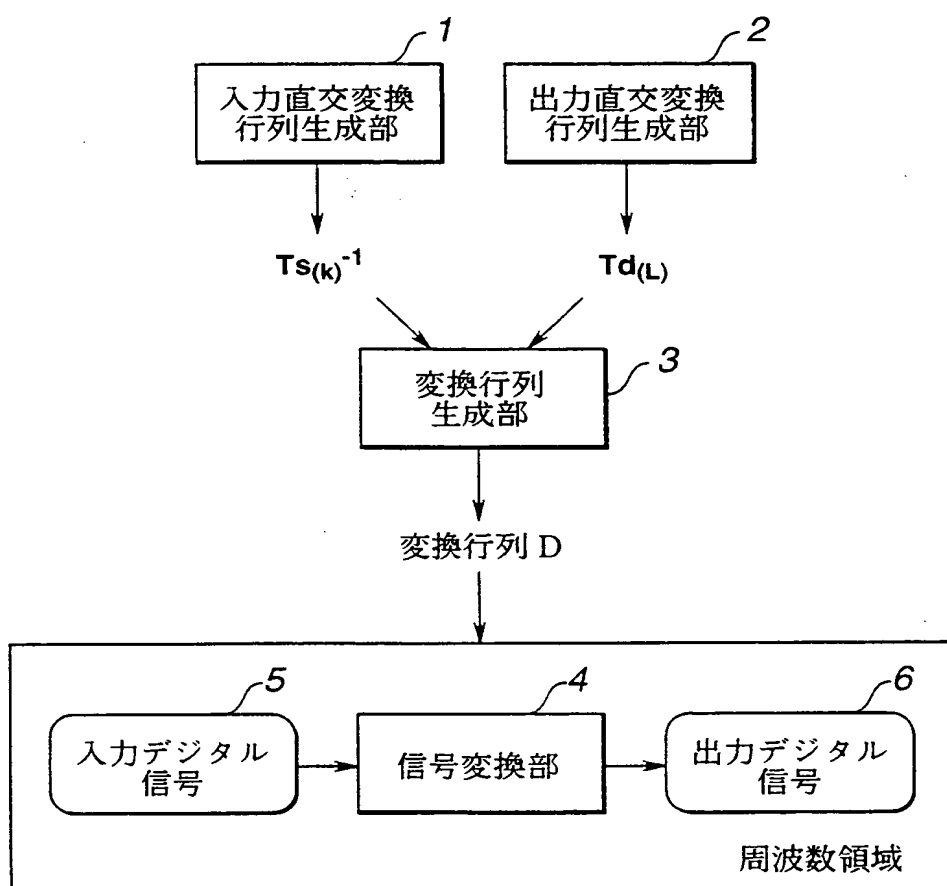 1
2
入力直交変換
行列生成部
出力直交変換
行列生成部
Ts(k)-1
Td(L)
3
変換行列
生成部
変換行列 D
5
4
6
入力デジタル
信号
信号変換部
出力デジタル
信号
周波数領域